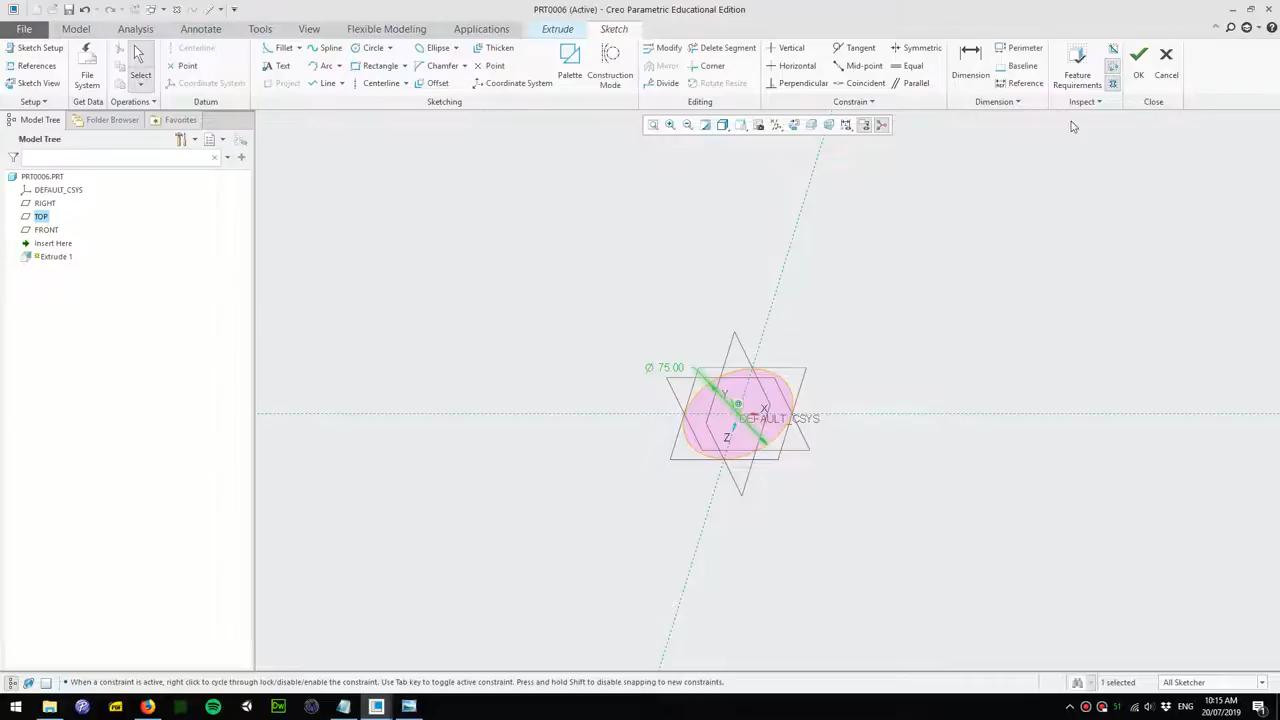 PRT0006 (Active) - Creo Parametric Educational Edition
File Model Analysis Annotate Tools View Flexible Modeling Applications Extrude Sketch
Sketch Setup
References
Sketch View
Setup
File System
Get Data
Select
Operations
Centerline
Point
Coordinate System
Datum
Fillet Spline Circle Ellipse Thicken
Text Arc Rectangle Chamfer Point
Project Line Centerline Offset Coordinate System
Palette
Construction Mode
Sketching
Modify Delete Segment
Mirror Corner
Divide Rotate Resize
Editing
Vertical Tangent Symmetric
Horizontal Mid-point Equal
Perpendicular Coincident Parallel
Constrain
Dimension
Perimeter
Baseline
Reference
Dimension
Feature Requirements
Inspect
OK
Cancel
Close
Model Tree Folder Browser Favorites
Model Tree
PRT0006.PRT
DEFAULT_CSYS
RIGHT
TOP
FRONT
Insert Here
Extrude 1
Ø 75.00
Y
X
DEFAULT_CSYS
Z
• When a constraint is active, right click to cycle through lock/disable/enable the constraint. Use Tab key to toggle active constraint. Press and hold Shift to disable snapping to new constraints.
1 selected
All Sketcher
Dw
51
ENG
10:15 AM
20/07/2019